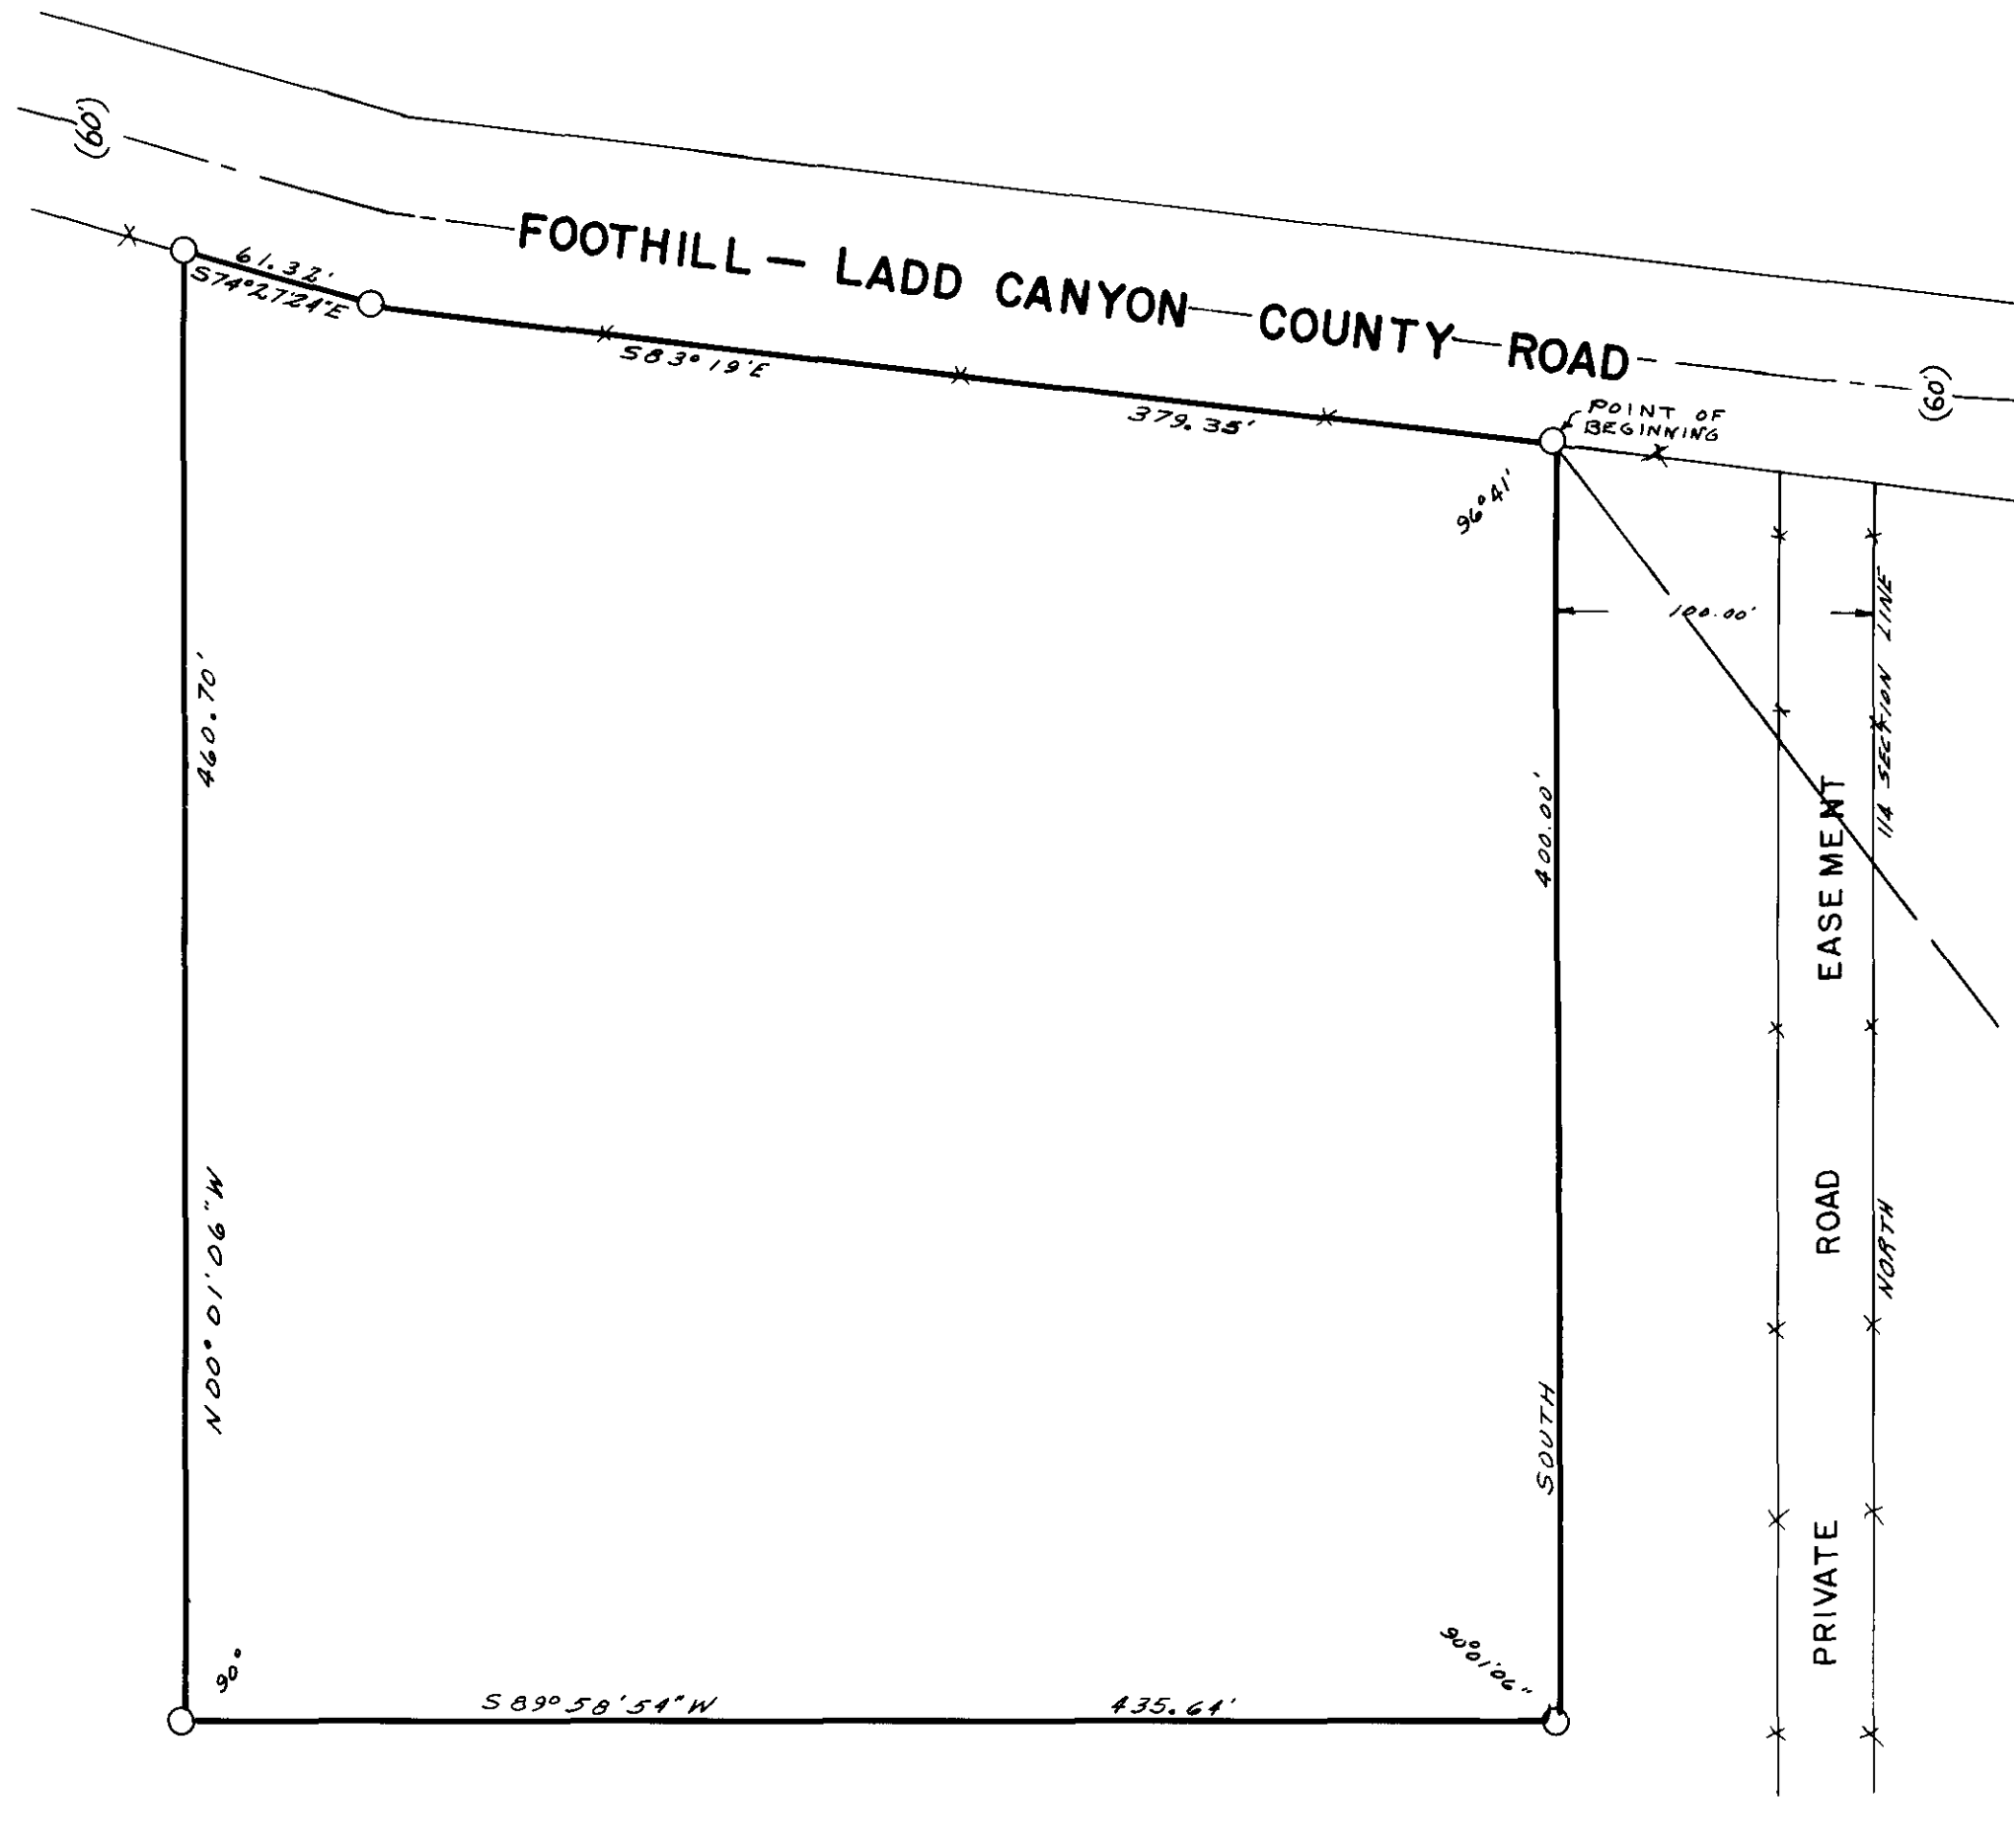 (60')
FOOTHILL — LADD CANYON COUNTY ROAD
(60')
61.32'
S74°27'24"E
S83°19'E
379.35'
POINT OF
BEGINNING
96°41'
100.00'
1/4 SECTION LINE
NORTH
460.70'
N00°01'06"W
400.00'
SOUTH
PRIVATE ROAD EASEMENT
90°
S89°58'54"W
435.64'
90°01'06"